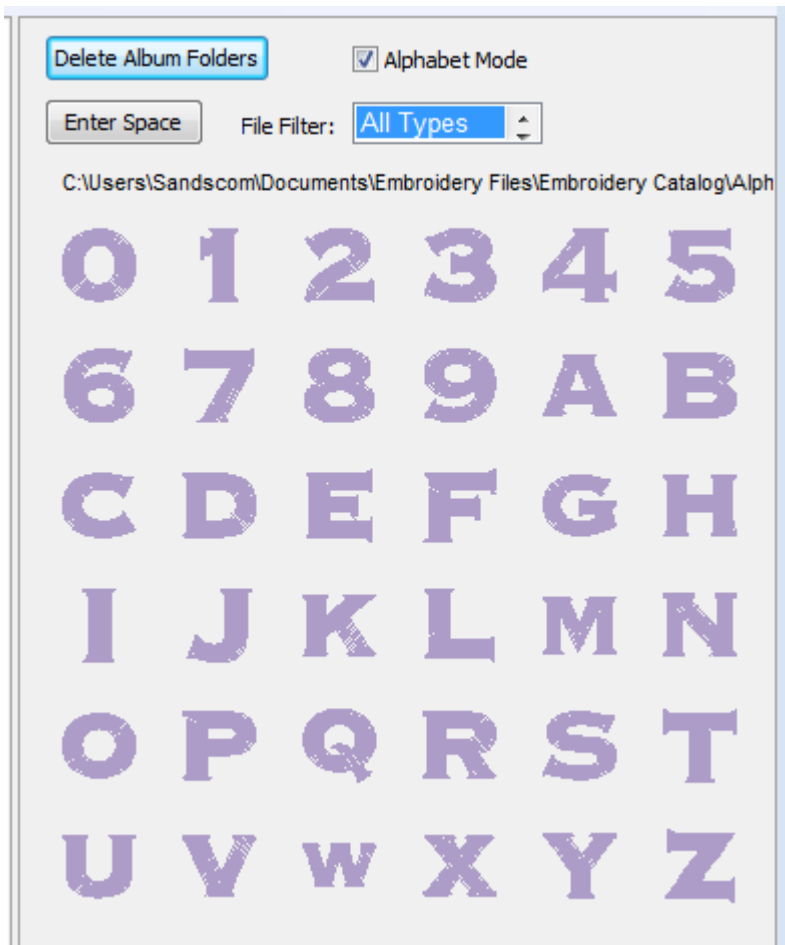 Delete Album Folders Alphabet Mode
Enter Space File Filter: All Types
C:\Users\Sandscom\Documents\Embroidery Files\Embroidery Catalog\Alph
0 1 2 3 4 5
6 7 8 9 A B
C D E F G H
I J K L M N
O P Q R S T
U V W X Y Z